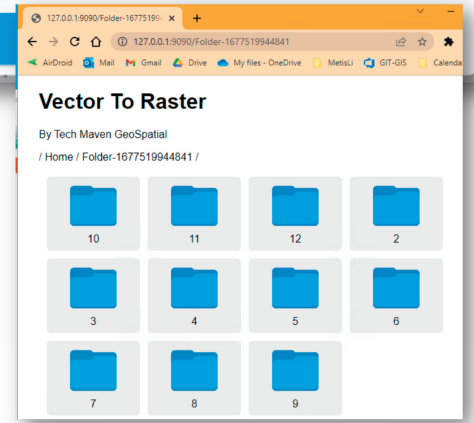 127.0.0.1:9090/Folder-167751994
127.0.0.1:9090/Folder-1677519944841
AirDroid Mail Gmail Drive My files - OneDrive MetisLi GIT-GIS Calenda
Vector To Raster
By Tech Maven GeoSpatial
/ Home / Folder-1677519944841 /
10 11 12 2
3 4 5 6
7 8 9